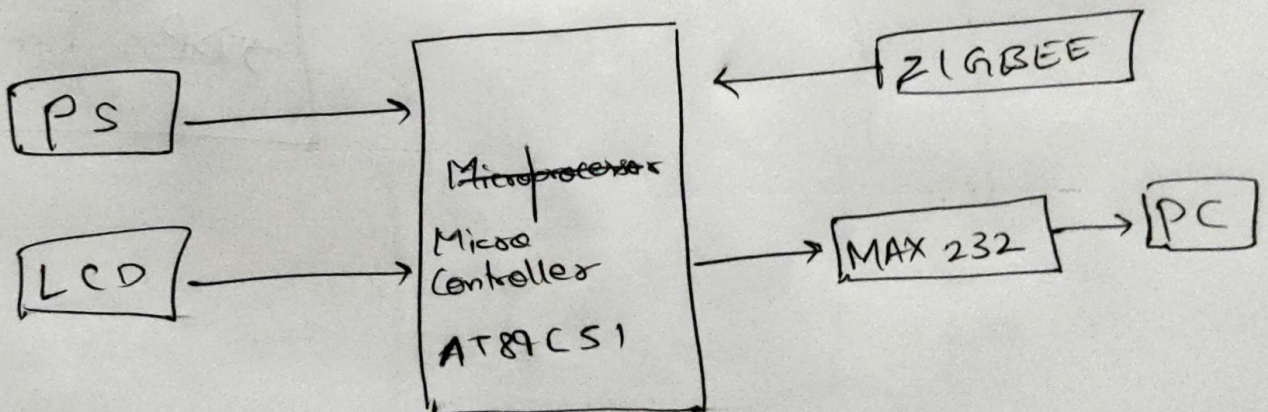 PS
ZIGBEE
Microprocessor
Micro
Controller
AT89C51
LCD
MAX 232
PC